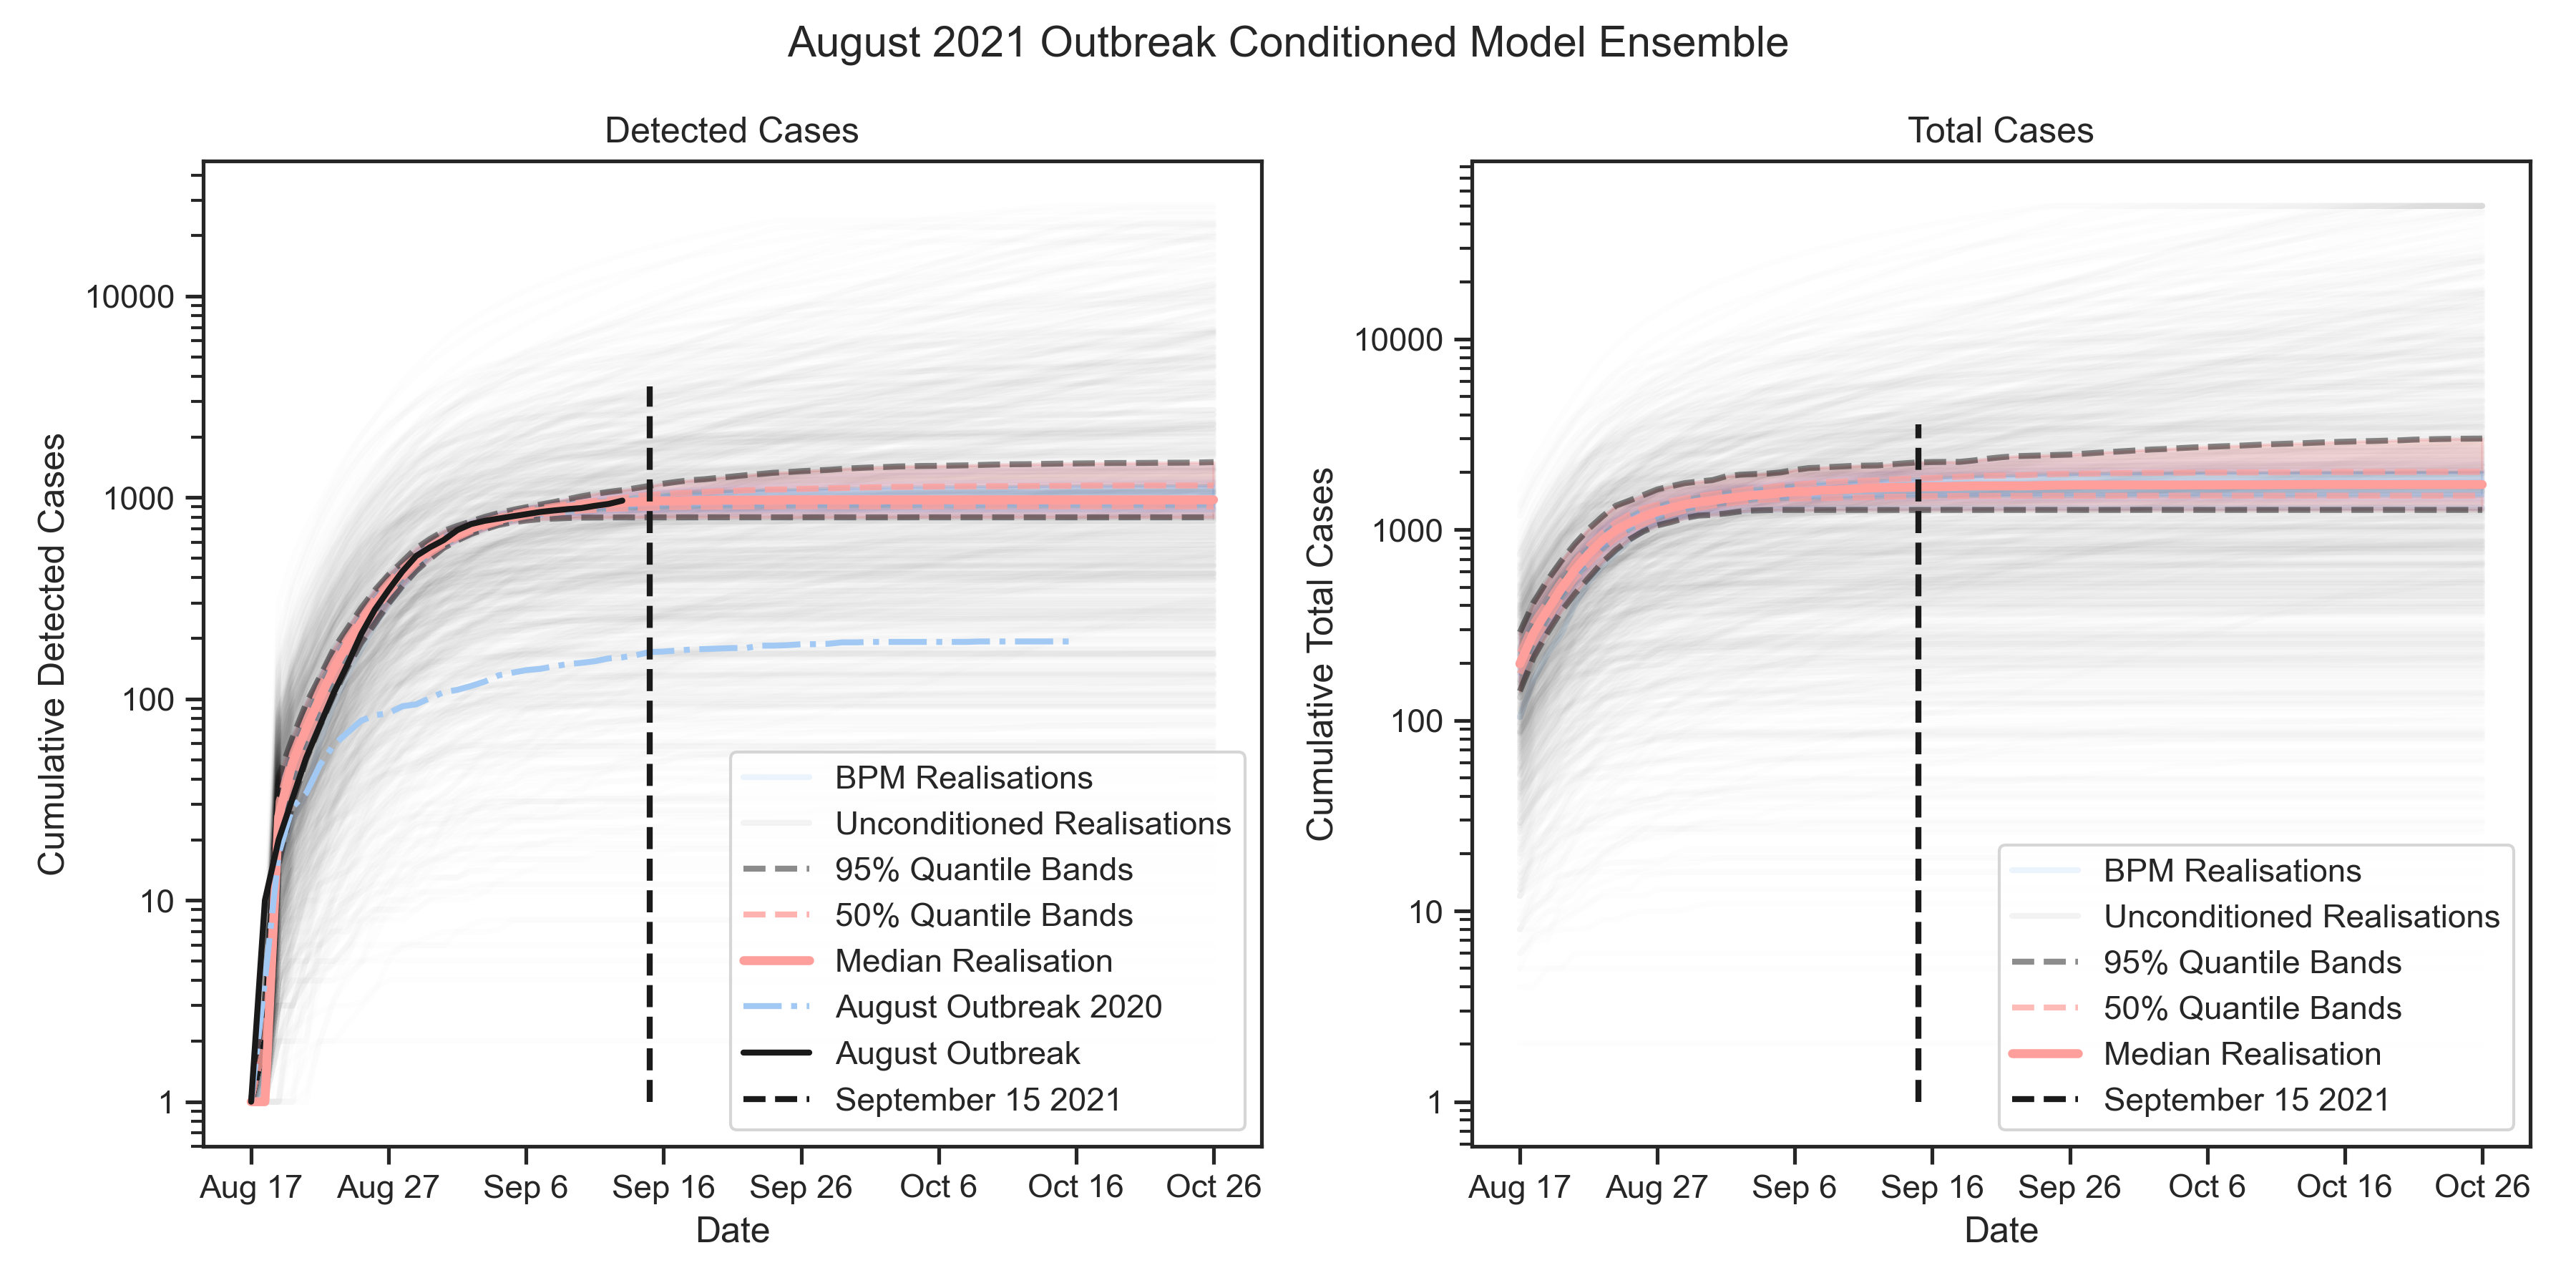 August 2021 Outbreak Conditioned Model Ensemble
Detected Cases
Cumulative Detected Cases
10000
1000
100
10
1
Aug 17 Aug 27 Sep 6 Sep 16 Sep 26 Oct 6 Oct 16 Oct 26
Date
BPM Realisations
Unconditioned Realisations
95% Quantile Bands
50% Quantile Bands
Median Realisation
August Outbreak 2020
August Outbreak
September 15 2021
Total Cases
Cumulative Total Cases
10000
1000
100
10
1
Aug 17 Aug 27 Sep 6 Sep 16 Sep 26 Oct 6 Oct 16 Oct 26
Date
BPM Realisations
Unconditioned Realisations
95% Quantile Bands
50% Quantile Bands
Median Realisation
September 15 2021